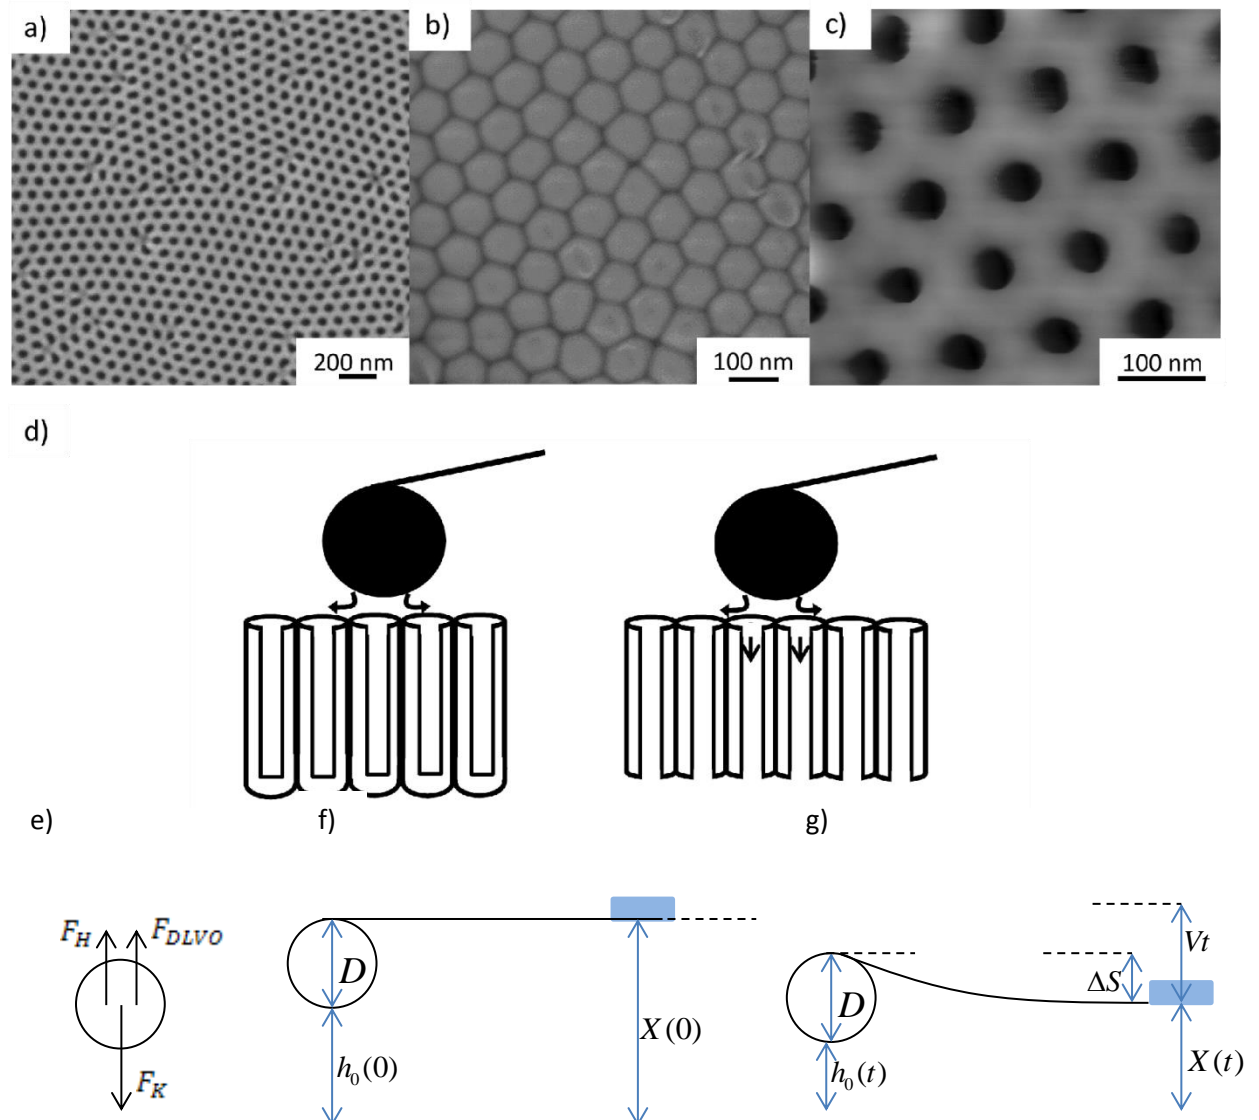 a)
b)
c)
200 nm
100 nm
100 nm
d)
e)
f)
g)
F_H
F_DLVO
F_K
D
h_0(0)
X(0)
D
h_0(t)
ΔS
Vt
X(t)